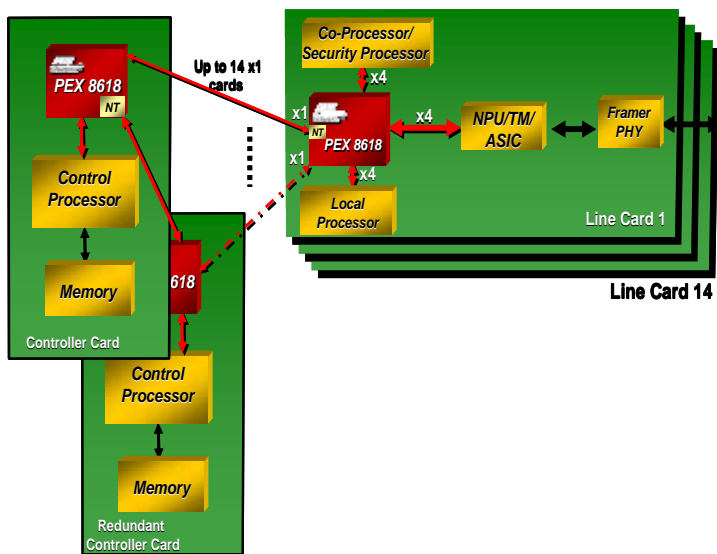 PEX 8618
NT
Control
Processor
Memory
Controller Card
Up to 14 x1
cards
618
Control
Processor
Memory
Redundant
Controller Card
Co-Processor/
Security Processor
x4
x1
NT
PEX 8618
x1
x4
x4
Local
Processor
NPU/TM/
ASIC
Framer
PHY
Line Card 1
Line Card 14